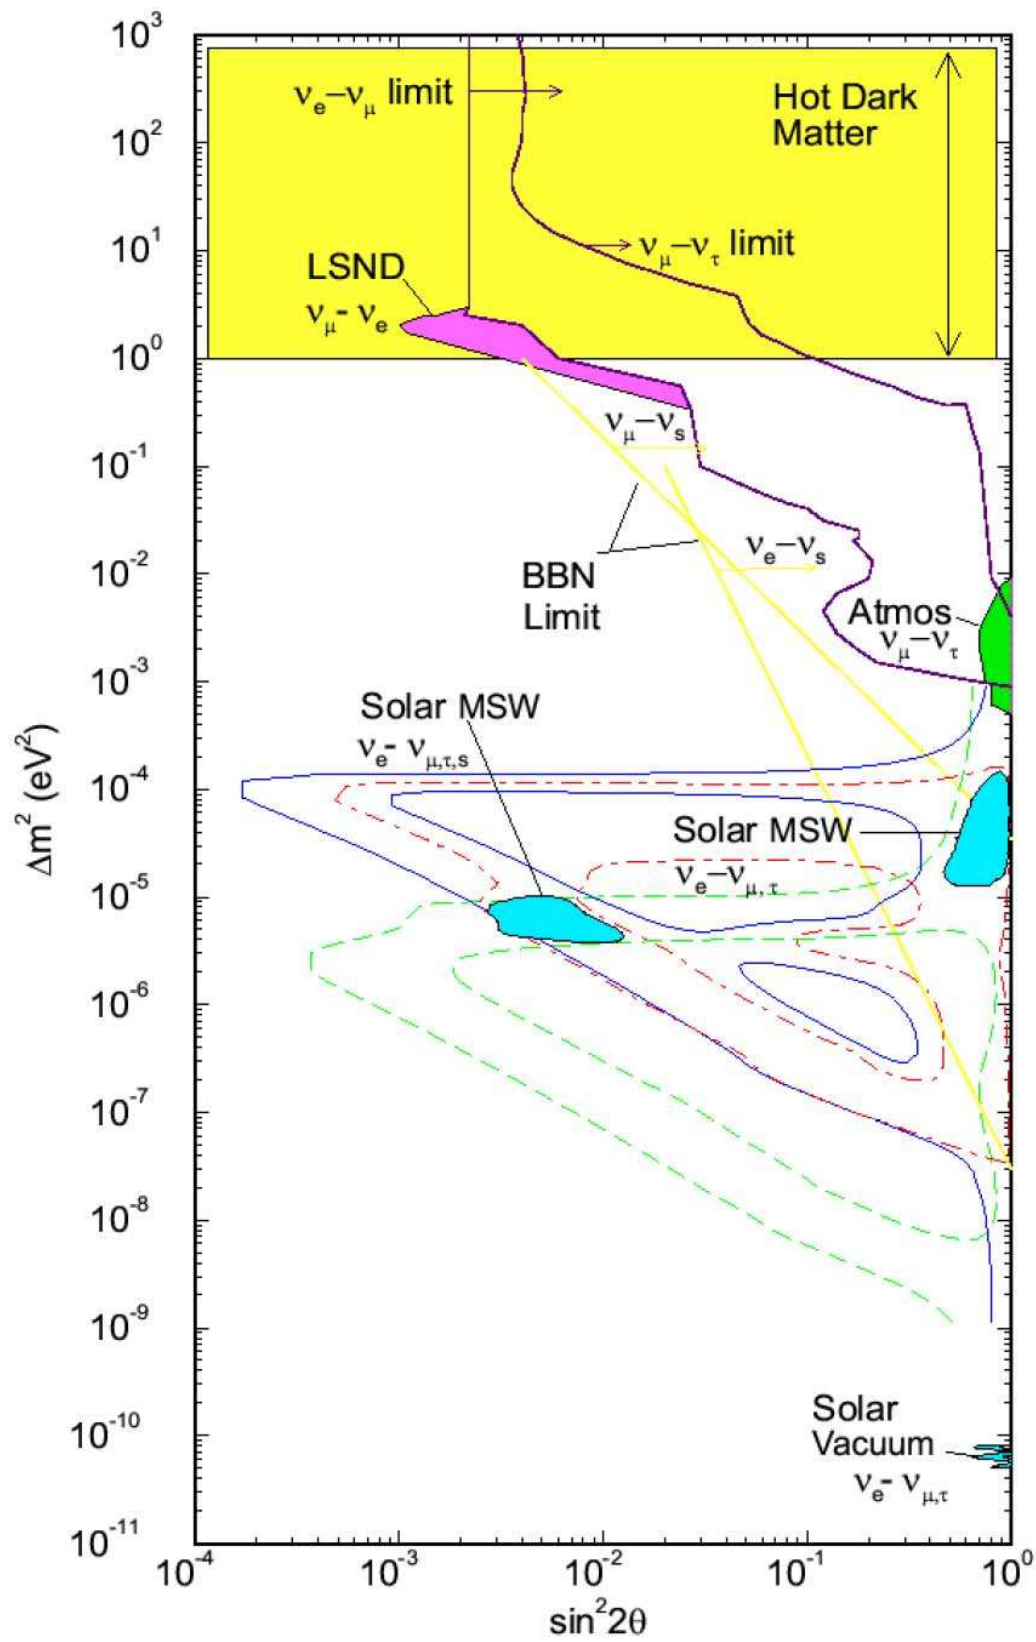 10³
νe−νμ limit
Hot Dark
Matter
10²
10¹
νμ−ντ limit
LSND
νμ- νe
10⁰
νμ−νs
10⁻¹
νe−νs
10⁻²
BBN
Limit
Atmos
νμ−ντ
10⁻³
Solar MSW
νe- νμ,τ,s
10⁻⁴
Solar MSW
νe−νμ,τ
10⁻⁵
Δm² (eV²)
10⁻⁶
10⁻⁷
10⁻⁸
10⁻⁹
Solar
Vacuum
10⁻¹⁰
νe- νμ,τ
10⁻¹¹
10⁻⁴ 10⁻³ 10⁻² 10⁻¹ 10⁰
sin²2θ